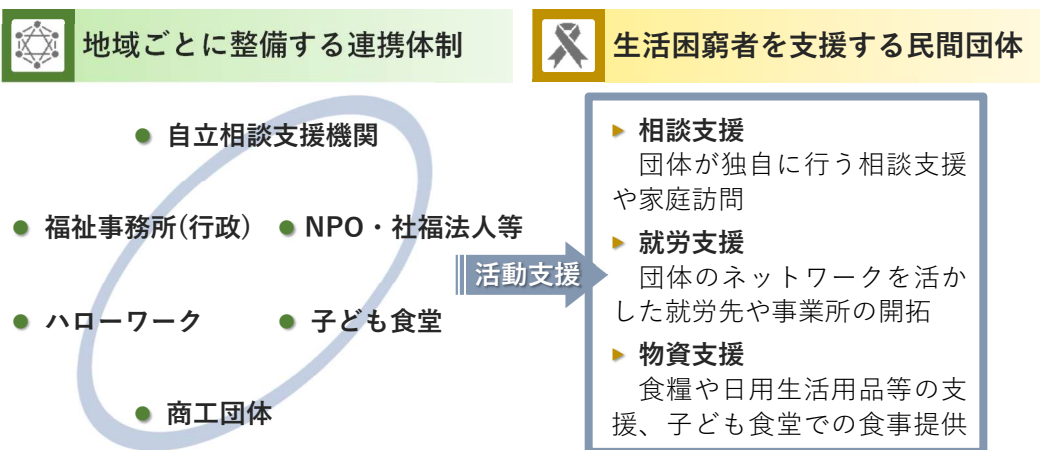 地域ごとに整備する連携体制
自立相談支援機関
福祉事務所(行政)
NPO・社福法人等
ハローワーク
子ども食堂
商工団体
活動支援
生活困窮者を支援する民間団体
相談支援
団体が独自に行う相談支援
や家庭訪問
就労支援
団体のネットワークを活か
した就労先や事業所の開拓
物資支援
食糧や日用生活用品等の支
援、子ども食堂での食事提供